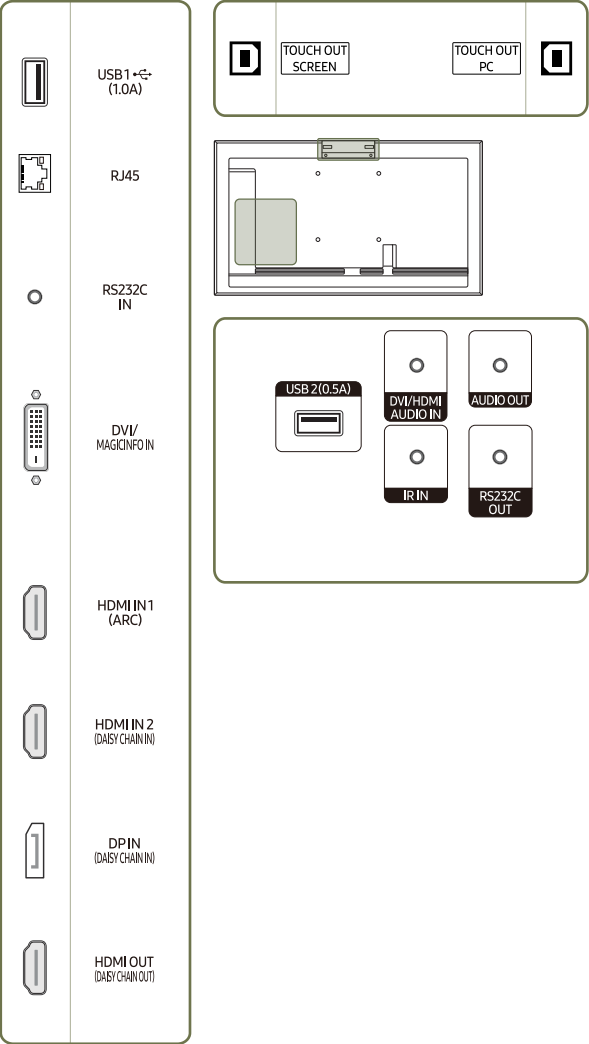 USB1
(1.0A)
RJ45
RS232C
IN
DVI/
MAGICINFO IN
HDMI IN 1
(ARC)
HDMI IN 2
(DAISY CHAIN IN)
DP IN
(DAISY CHAIN IN)
HDMI OUT
(DAISY CHAIN OUT)
TOUCH OUT
SCREEN
TOUCH OUT
PC
USB 2(0.5A)
DVI/HDMI
AUDIO IN
AUDIO OUT
IR IN
RS232C
OUT